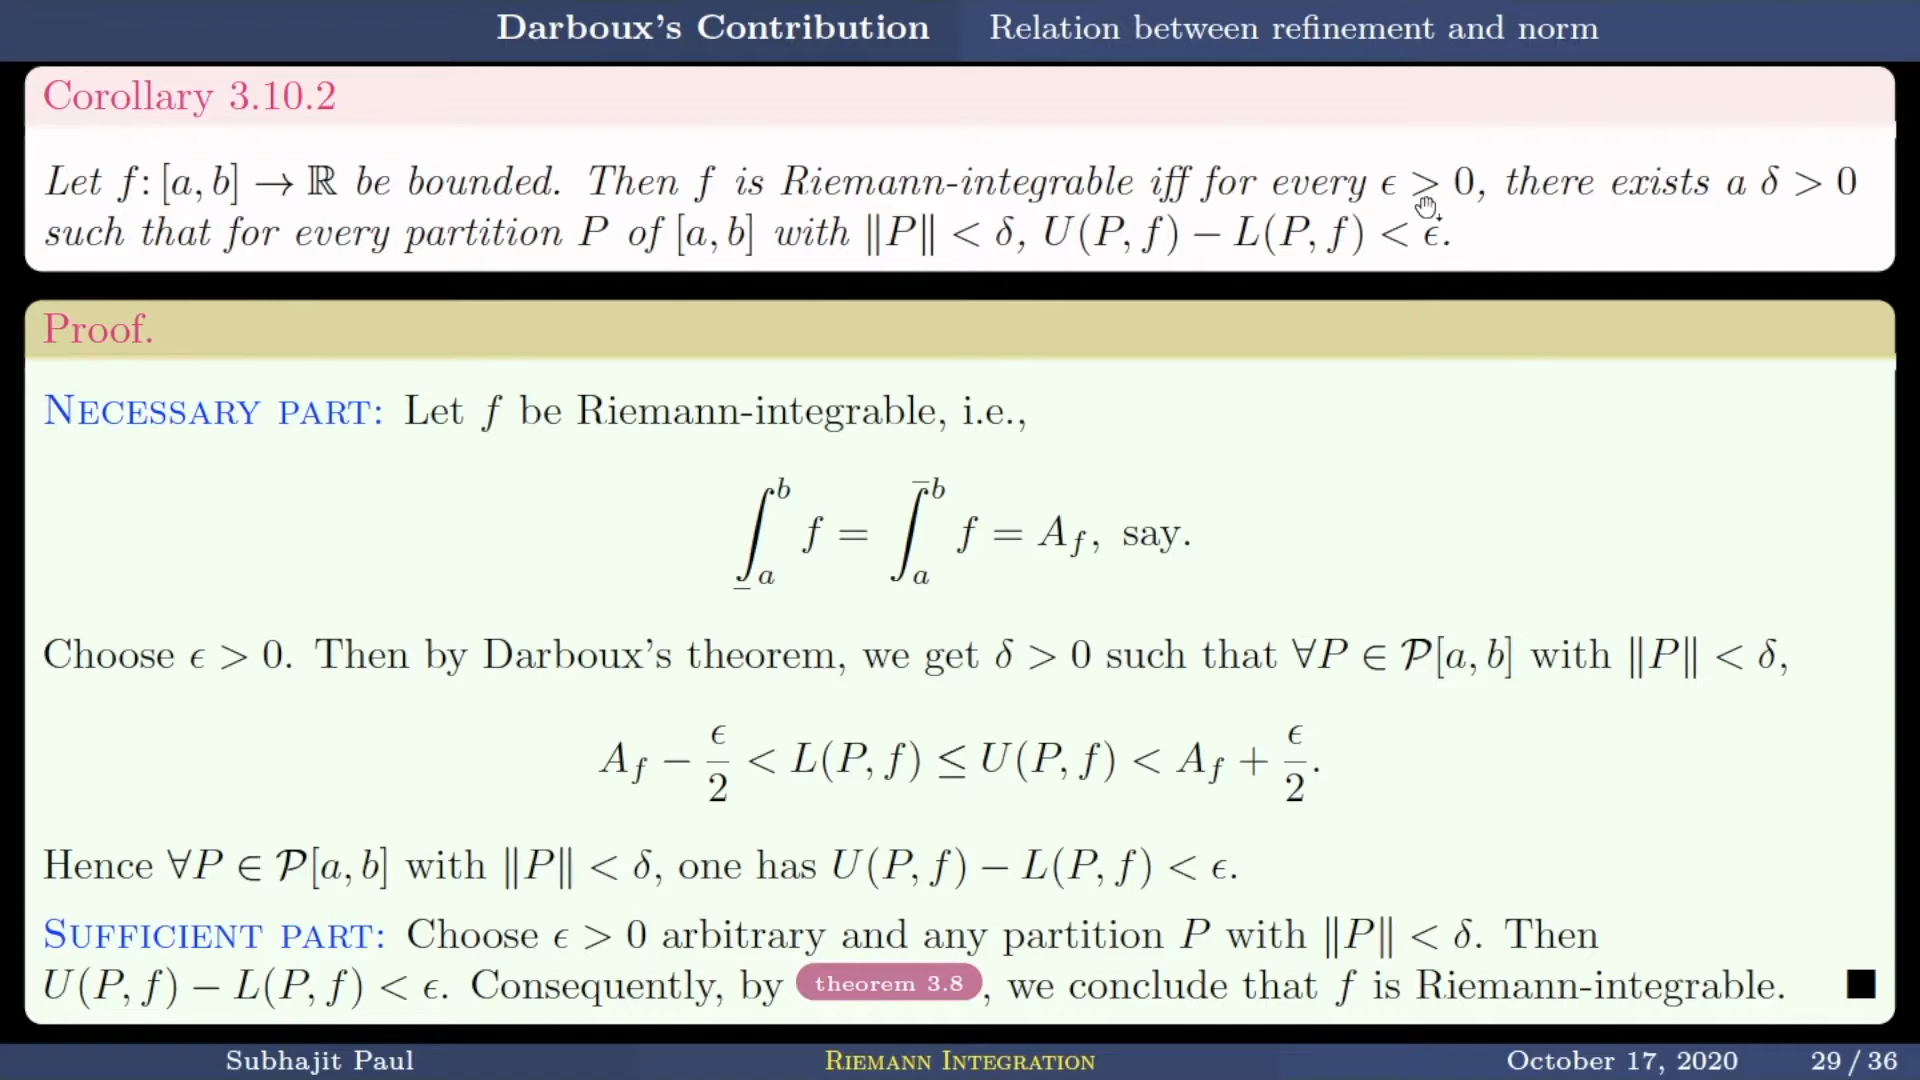 Darboux's Contribution Relation between refinement and norm
Corollary 3.10.2
Let f: [a, b] → ℝ be bounded. Then f is Riemann-integrable iff for every ϵ > 0, there exists a δ > 0
such that for every partition P of [a, b] with ‖P‖ < δ, U(P, f) − L(P, f) < ϵ.
Proof.
NECESSARY PART: Let f be Riemann-integrable, i.e.,
∫̲ₐᵇ f = ∫̅ₐᵇ f = A_f, say.
Choose ϵ > 0. Then by Darboux's theorem, we get δ > 0 such that ∀P ∈ 𝒫[a, b] with ‖P‖ < δ,
A_f − ϵ/2 < L(P, f) ≤ U(P, f) < A_f + ϵ/2.
Hence ∀P ∈ 𝒫[a, b] with ‖P‖ < δ, one has U(P, f) − L(P, f) < ϵ.
SUFFICIENT PART: Choose ϵ > 0 arbitrary and any partition P with ‖P‖ < δ. Then
U(P, f) − L(P, f) < ϵ. Consequently, by theorem 3.8, we conclude that f is Riemann-integrable. ■
Subhajit Paul RIEMANN INTEGRATION October 17, 2020 29 / 36